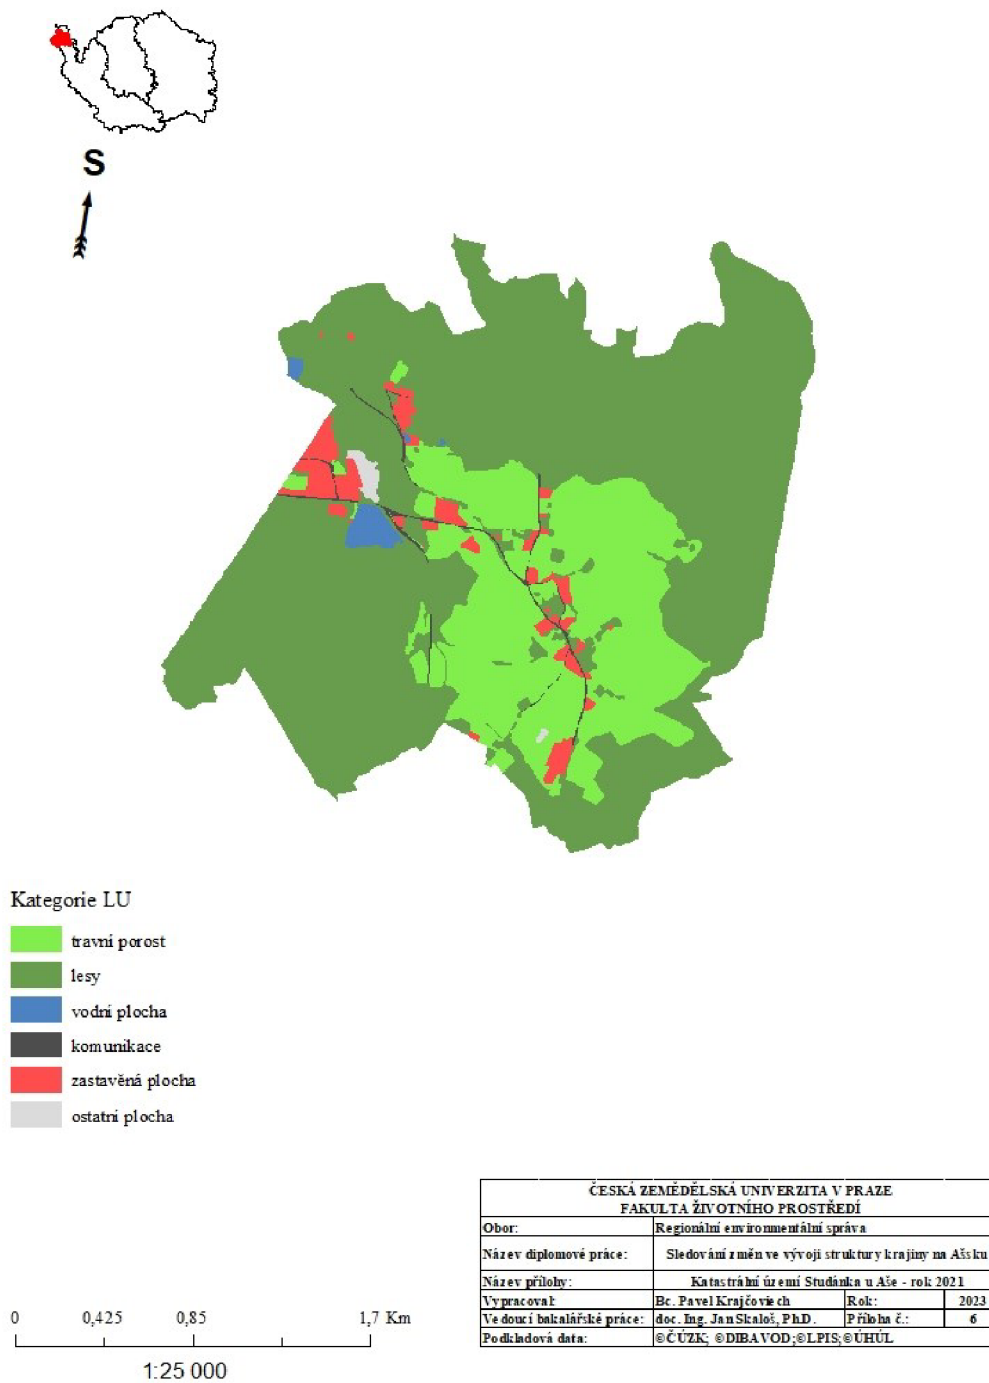 S
Kategorie LU
travní porost
lesy
vodní plocha
komunikace
zastavěná plocha
ostatní plocha
ČESKÁ ZEMĚDĚLSKÁ UNIVERZITA V PRAZE
FAKULTA ŽIVOTNÍHO PROSTŘEDÍ
Obor: Regionální environmentální správa
Název diplomové práce: Sledování změn ve vývoji struktury krajiny na Ašsku
Název přílohy: Katastrální území Studánka u Aše - rok 2021
Vypracoval: Bc. Pavel Krajčoviech Rok: 2023
Vedoucí bakalářské práce: doc. Ing. Jan Skaloš, Ph.D. Příloha č.: 6
Podkladová data: ©ČÚZK; ©DIBAVOD;©LPIS;©ÚHÚL
0 0,425 0,85 1,7 Km
1:25 000